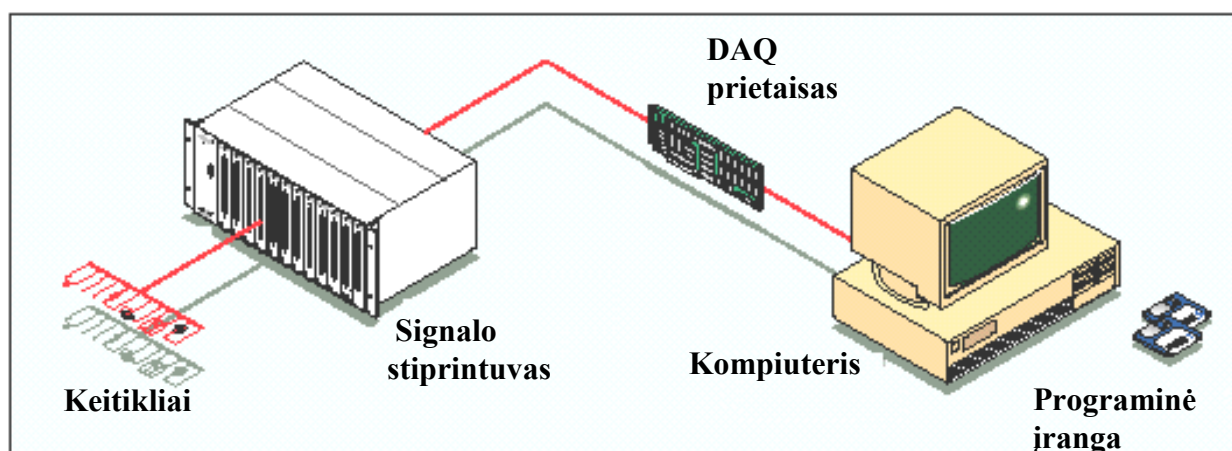 DAQ
prietaisas
Signalo
stiprintuvas
Kompiuteris
Keitikliai
Programinė
įranga